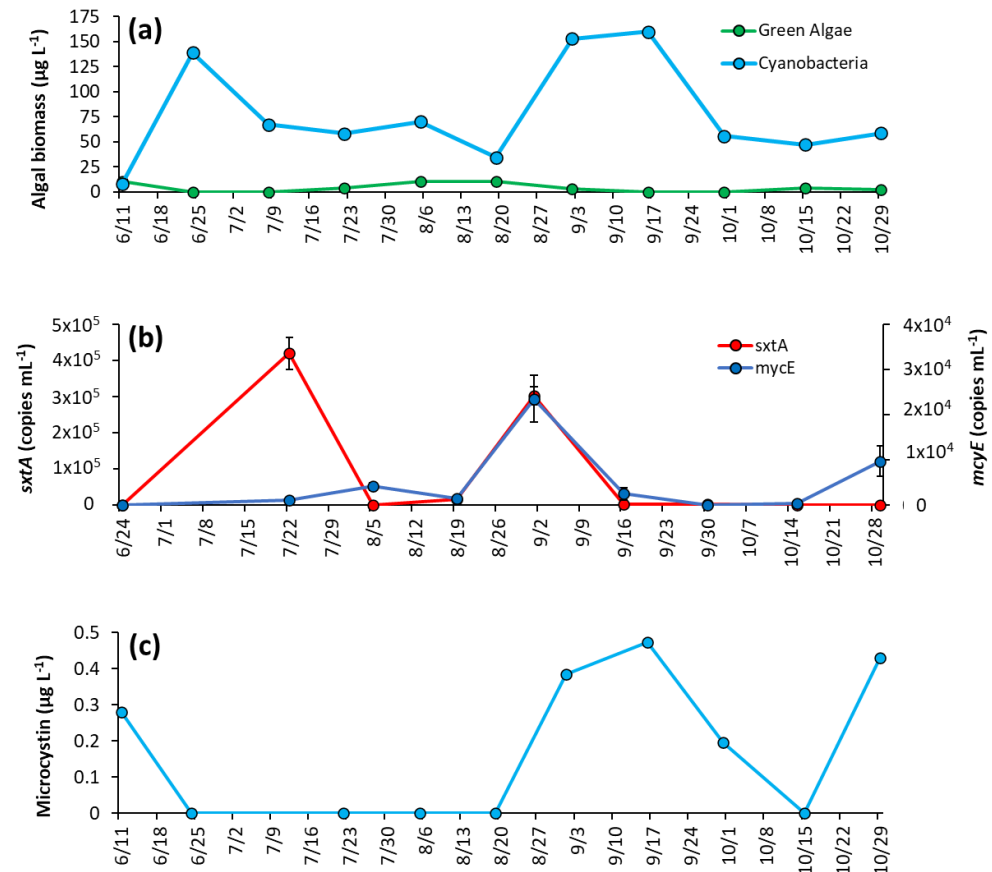 (a)
Algal biomass (µg L⁻¹)
175
150
125
100
75
50
25
0
Green Algae
Cyanobacteria
6/11 6/18 6/25 7/2 7/9 7/16 7/23 7/30 8/6 8/13 8/20 8/27 9/3 9/10 9/17 9/24 10/1 10/8 10/15 10/22 10/29
(b)
sxtA (copies mL⁻¹)
5x10⁵
4x10⁵
3x10⁵
2x10⁵
1x10⁵
0
sxtA
mycE
4x10⁴
3x10⁴
2x10⁴
1x10⁴
0
mcyE (copies mL⁻¹)
6/24 7/1 7/8 7/15 7/22 7/29 8/5 8/12 8/19 8/26 9/2 9/9 9/16 9/23 9/30 10/7 10/14 10/21 10/28
(c)
Microcystin (µg L⁻¹)
0.5
0.4
0.3
0.2
0.1
0
6/11 6/18 6/25 7/2 7/9 7/16 7/23 7/30 8/6 8/13 8/20 8/27 9/3 9/10 9/17 9/24 10/1 10/8 10/15 10/22 10/29